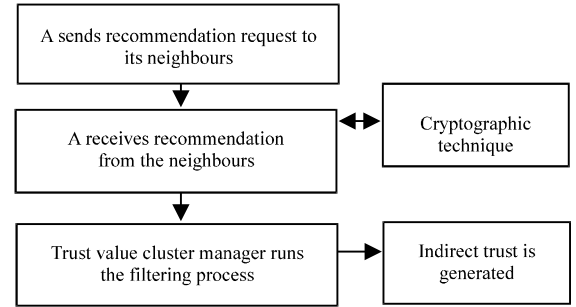 A sends recommendation request to
its neighbours
A receives recommendation
from the neighbours
Cryptographic
technique
Trust value cluster manager runs
the filtering process
Indirect trust is
generated